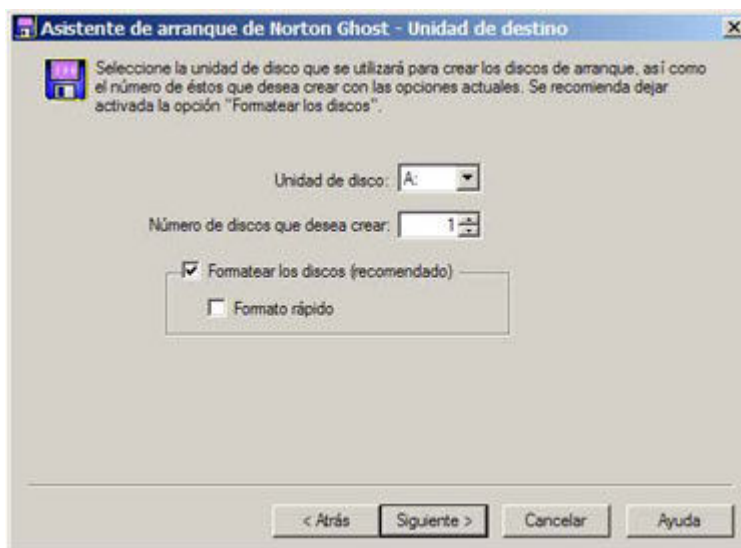 Asistente de arranque de Norton Ghost - Unidad de destino
Seleccione la unidad de disco que se utilizará para crear los discos de arranque, así como
el número de éstos que desea crear con las opciones actuales. Se recomienda dejar
activada la opción "Formatear los discos".
Unidad de disco: A:
Número de discos que desea crear: 1
Formatear los discos (recomendado)
Formato rápido
< Atrás Siguiente > Cancelar Ayuda